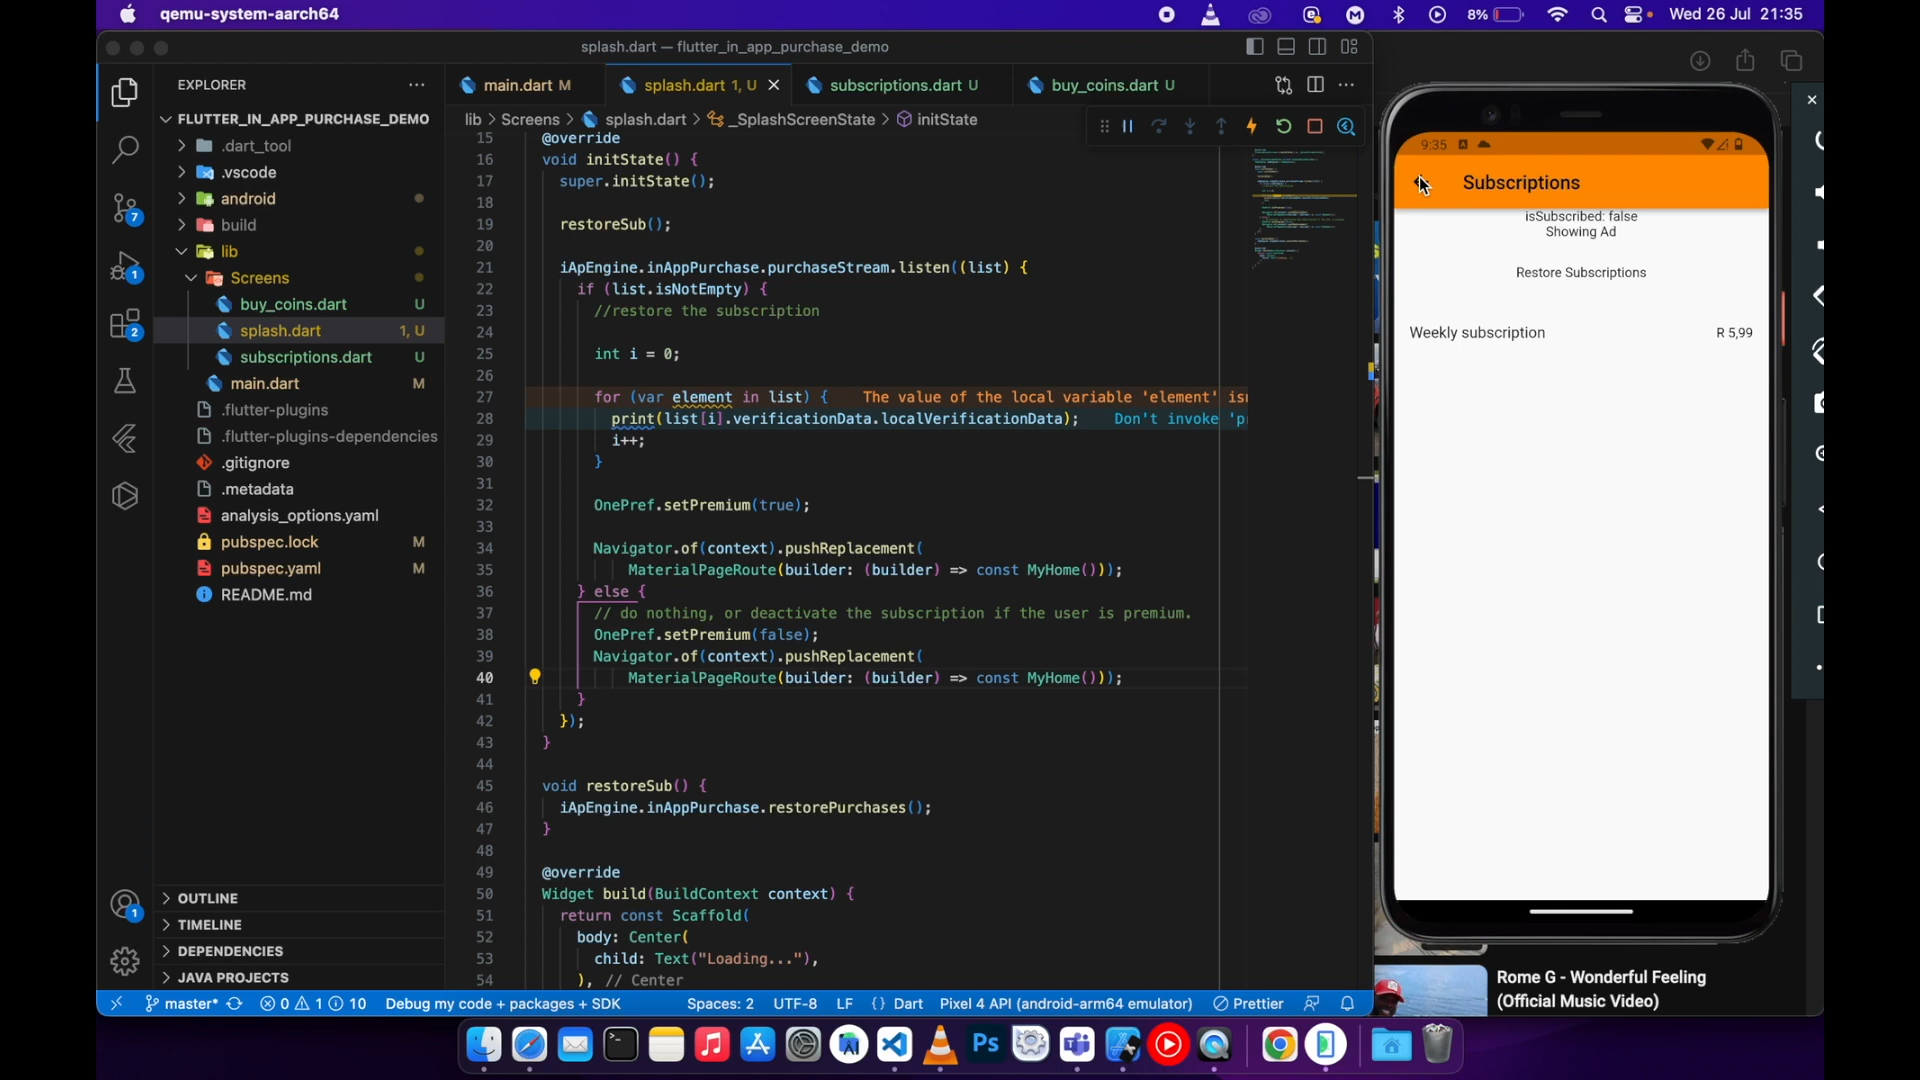 qemu-system-aarch64
8%
Wed 26 Jul 21:35
splash.dart — flutter_in_app_purchase_demo
EXPLORER
main.dart M
splash.dart 1, U
subscriptions.dart U
buy_coins.dart U
lib > Screens > splash.dart > _SplashScreenState > initState
FLUTTER_IN_APP_PURCHASE_DEMO
.dart_tool
.vscode
android
build
lib
Screens
buy_coins.dart U
splash.dart 1, U
subscriptions.dart U
main.dart M
.flutter-plugins
.flutter-plugins-dependencies
.gitignore
.metadata
analysis_options.yaml
pubspec.lock M
pubspec.yaml M
README.md
OUTLINE
TIMELINE
DEPENDENCIES
JAVA PROJECTS
7
1
2
1
15 @override
16 void initState() {
17 super.initState();
18
19 restoreSub();
20
21 iApEngine.inAppPurchase.purchaseStream.listen((list) {
22 if (list.isNotEmpty) {
23 //restore the subscription
24
25 int i = 0;
26
27 for (var element in list) { The value of the local variable 'element' is
28 print(list[i].verificationData.localVerificationData); Don't invoke 'p
29 i++;
30 }
31
32 OnePref.setPremium(true);
33
34 Navigator.of(context).pushReplacement(
35 MaterialPageRoute(builder: (builder) => const MyHome()));
36 } else {
37 // do nothing, or deactivate the subscription if the user is premium.
38 OnePref.setPremium(false);
39 Navigator.of(context).pushReplacement(
40 MaterialPageRoute(builder: (builder) => const MyHome()));
41 }
42 });
43 }
44
45 void restoreSub() {
46 iApEngine.inAppPurchase.restorePurchases();
47 }
48
49 @override
50 Widget build(BuildContext context) {
51 return const Scaffold(
52 body: Center(
53 child: Text("Loading..."),
54 ), // Center
master* 0 1 10 Debug my code + packages + SDK Spaces: 2 UTF-8 LF {} Dart Pixel 4 API (android-arm64 emulator) Prettier
9:35
Subscriptions
isSubscribed: false
Showing Ad
Restore Subscriptions
Weekly subscription R 5,99
Rome G - Wonderful Feeling
(Official Music Video)
Ps